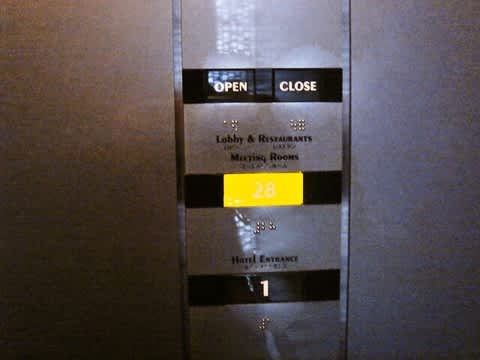 OPEN CLOSE
Lobby & Restaurants
Meeting Rooms
28
Hotel Entrance
1